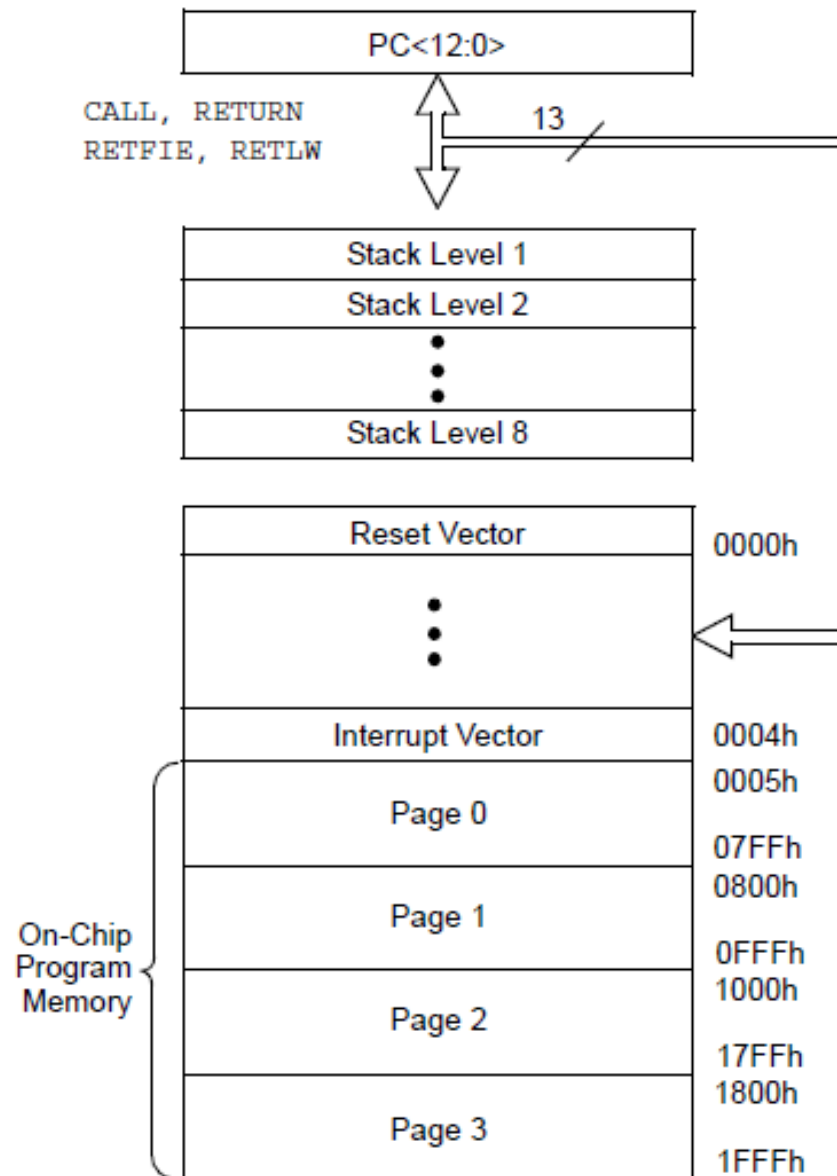 PC<12:0>
CALL, RETURN
13
RETFIE, RETLW
Stack Level 1
Stack Level 2
Stack Level 8
Reset Vector
0000h
Interrupt Vector
0004h
0005h
Page 0
07FFh
0800h
Page 1
On-Chip
Program
Memory
0FFFh
1000h
Page 2
17FFh
1800h
Page 3
1FFFh